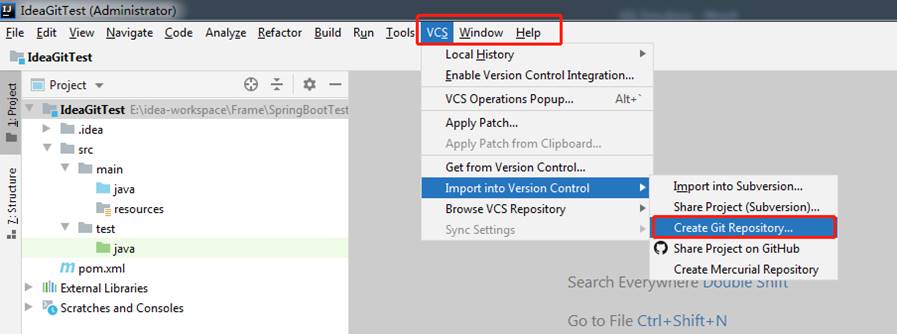 IdeaGitTest (Administrator)
File Edit View Navigate Code Analyze Refactor Build Run Tools VCS Window Help
IdeaGitTest
Project
1: Project
7: Structure
IdeaGitTest E:\idea-workspace\Frame\SpringBootTest
.idea
src
main
java
resources
test
java
pom.xml
External Libraries
Scratches and Consoles
Local History
Enable Version Control Integration...
VCS Operations Popup... Alt+`
Apply Patch...
Apply Patch from Clipboard...
Get from Version Control...
Import into Version Control
Browse VCS Repository
Sync Settings
Import into Subversion...
Share Project (Subversion)...
Create Git Repository...
Share Project on GitHub
Create Mercurial Repository
Search Everywhere Double Shift
Go to File Ctrl+Shift+N